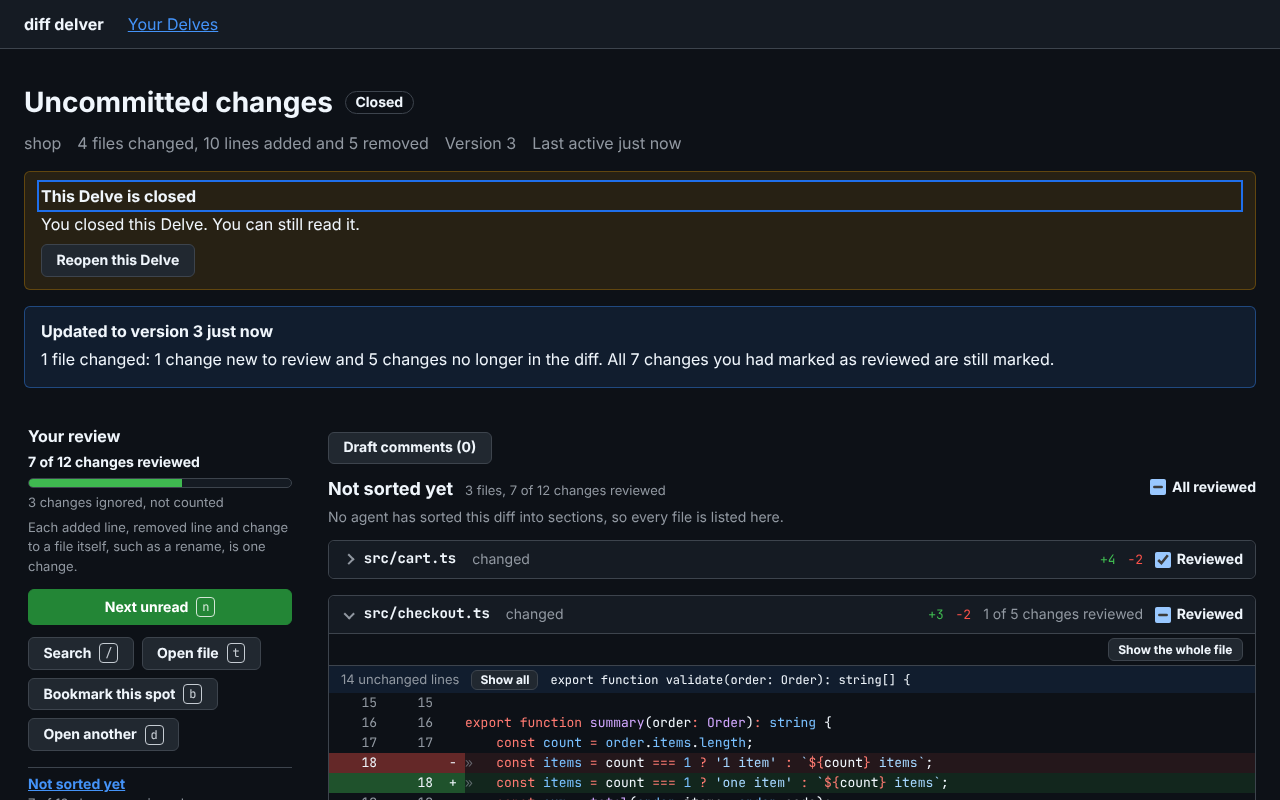 diff delver Your Delves
Uncommitted changes Closed
shop 4 files changed, 10 lines added and 5 removed Version 3 Last active just now
This Delve is closed
You closed this Delve. You can still read it.
Reopen this Delve
Updated to version 3 just now
1 file changed: 1 change new to review and 5 changes no longer in the diff. All 7 changes you had marked as reviewed are still marked.
Your review
7 of 12 changes reviewed
3 changes ignored, not counted
Each added line, removed line and change
to a file itself, such as a rename, is one
change.
Next unread n
Search / Open file t
Bookmark this spot b
Open another d
Not sorted yet
Draft comments (0)
Not sorted yet 3 files, 7 of 12 changes reviewed All reviewed
No agent has sorted this diff into sections, so every file is listed here.
src/cart.ts changed +4 -2 Reviewed
src/checkout.ts changed +3 -2 1 of 5 changes reviewed Reviewed
Show the whole file
14 unchanged lines Show all export function validate(order: Order): string[] {
15 15
16 16 export function summary(order: Order): string {
17 17 const count = order.items.length;
18 - » const items = count === 1 ? '1 item' : `${count} items`;
18 + » const items = count === 1 ? 'one item' : `${count} items`;